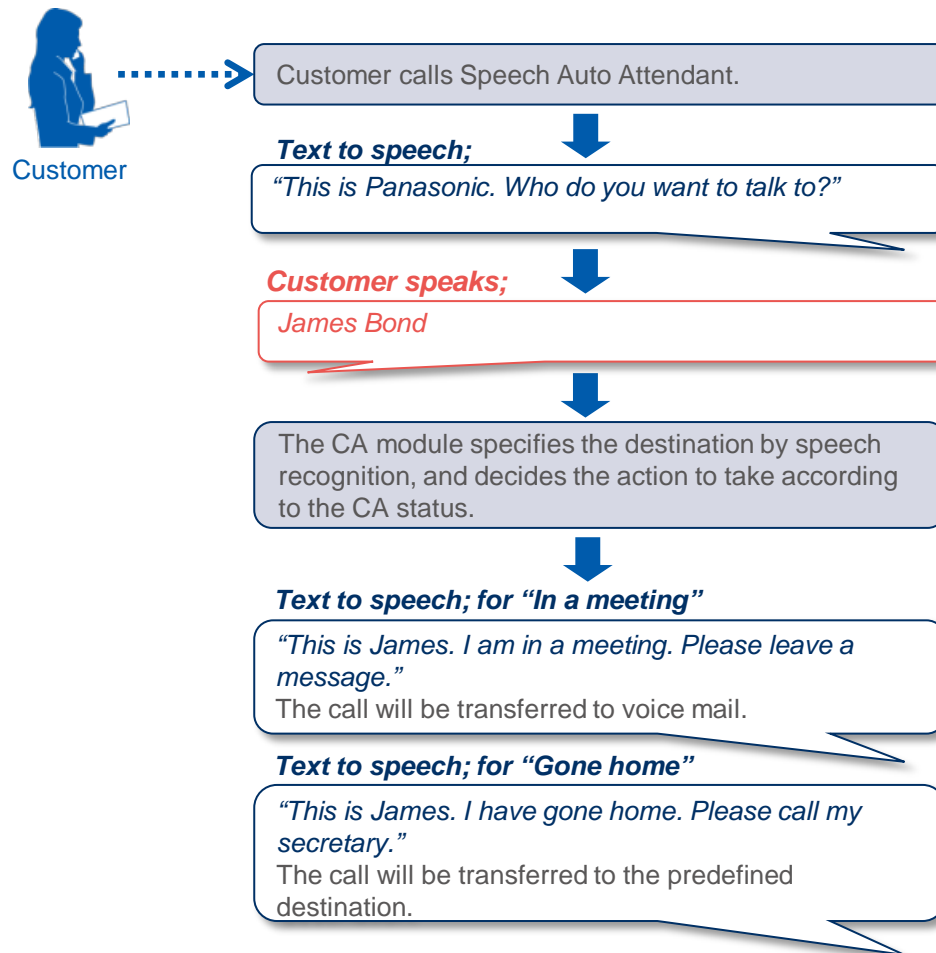 Customer calls Speech Auto Attendant.
Customer
Text to speech;
“This is Panasonic. Who do you want to talk to?”
Customer speaks;
James Bond
The CA module specifies the destination by speech
recognition, and decides the action to take according
to the CA status.
Text to speech; for “In a meeting”
“This is James. I am in a meeting. Please leave a
message.”
The call will be transferred to voice mail.
Text to speech; for “Gone home”
“This is James. I have gone home. Please call my
secretary.”
The call will be transferred to the predefined
destination.